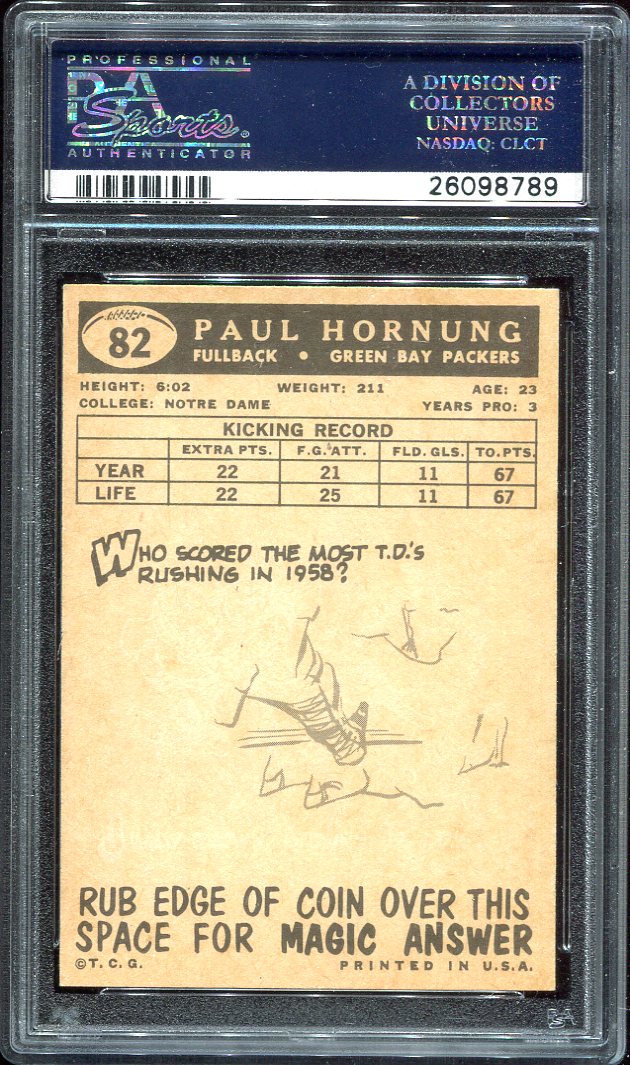 PROFESSIONAL
PSA
Sports
AUTHENTICATOR
A DIVISION OF
COLLECTORS
UNIVERSE
NASDAQ: CLCT
26098789
82
PAUL HORNUNG
FULLBACK • GREEN BAY PACKERS
HEIGHT: 6:02 WEIGHT: 211 AGE: 23
COLLEGE: NOTRE DAME YEARS PRO: 3
KICKING RECORD
EXTRA PTS. F.G. ATT. FLD. GLS. TO. PTS.
YEAR 22 21 11 67
LIFE 22 25 11 67
WHO SCORED THE MOST T.D.'S
RUSHING IN 1958?
RUB EDGE OF COIN OVER THIS
SPACE FOR MAGIC ANSWER
©T.C.G. PRINTED IN U.S.A.
PSA